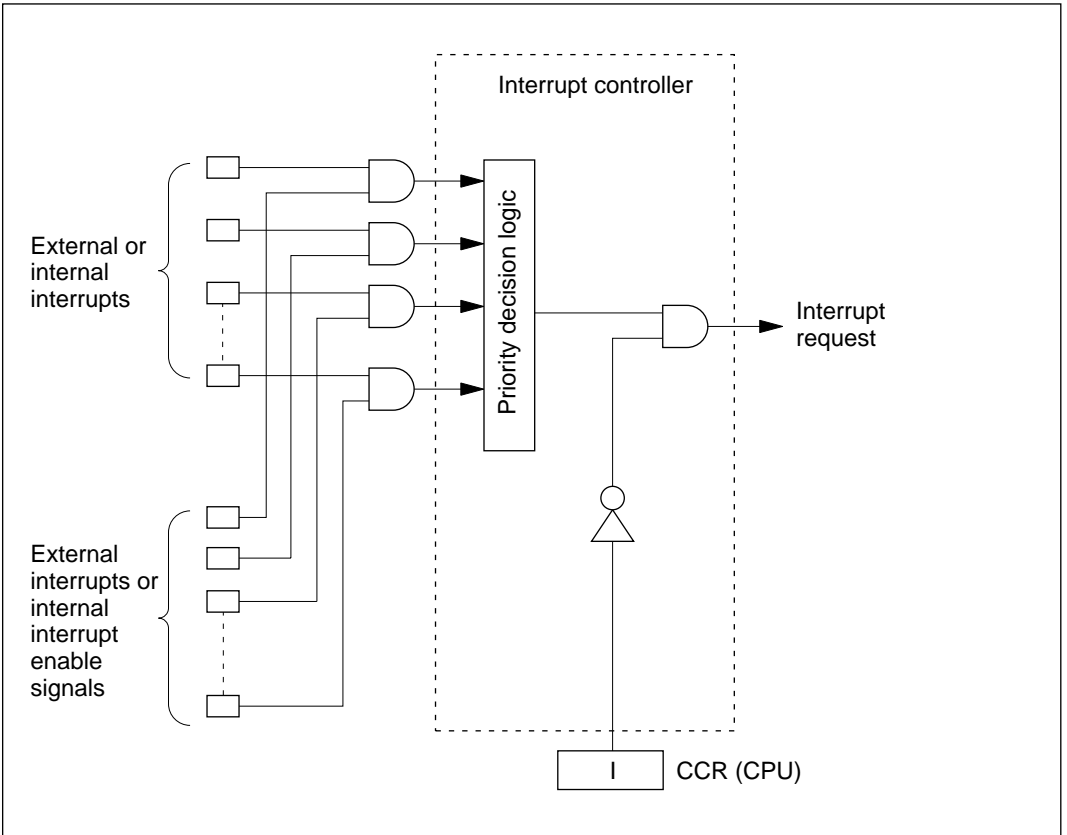 Interrupt controller
External or
internal
interrupts
Priority decision logic
Interrupt
request
External
interrupts or
internal
interrupt
enable
signals
I
CCR (CPU)